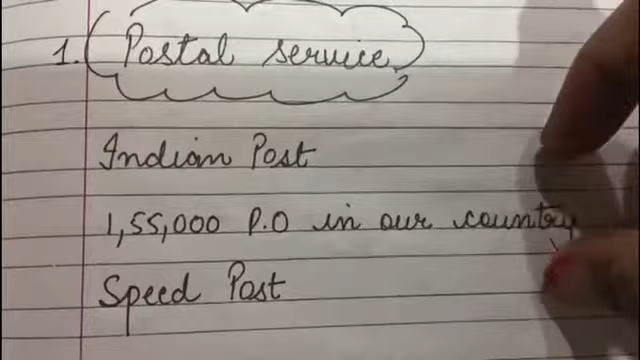 1. Postal service
Indian Post
1,55,000 P.O in our country
Speed Post